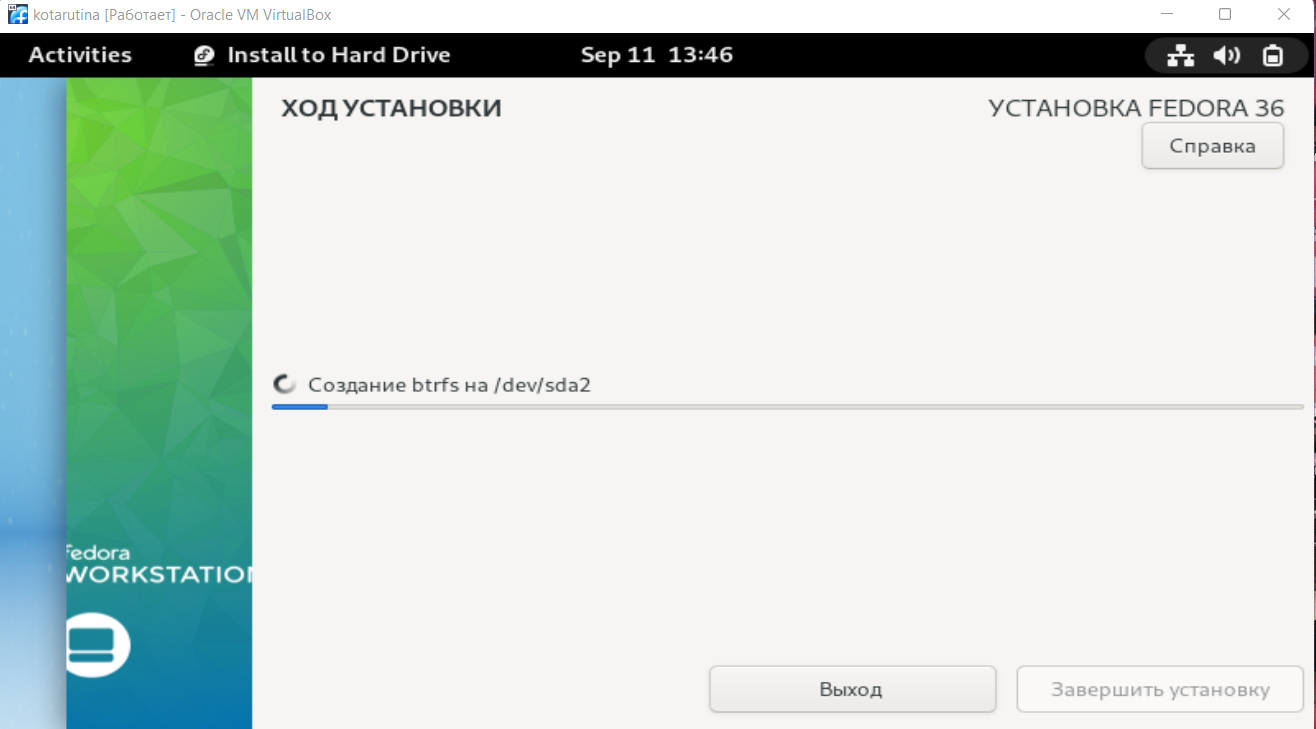 kotarutina [Работает] - Oracle VM VirtualBox
Activities Install to Hard Drive Sep 11 13:46
ХОД УСТАНОВКИ
УСТАНОВКА FEDORA 36
Справка
Создание btrfs на /dev/sda2
fedora
WORKSTATION
Выход
Завершить установку